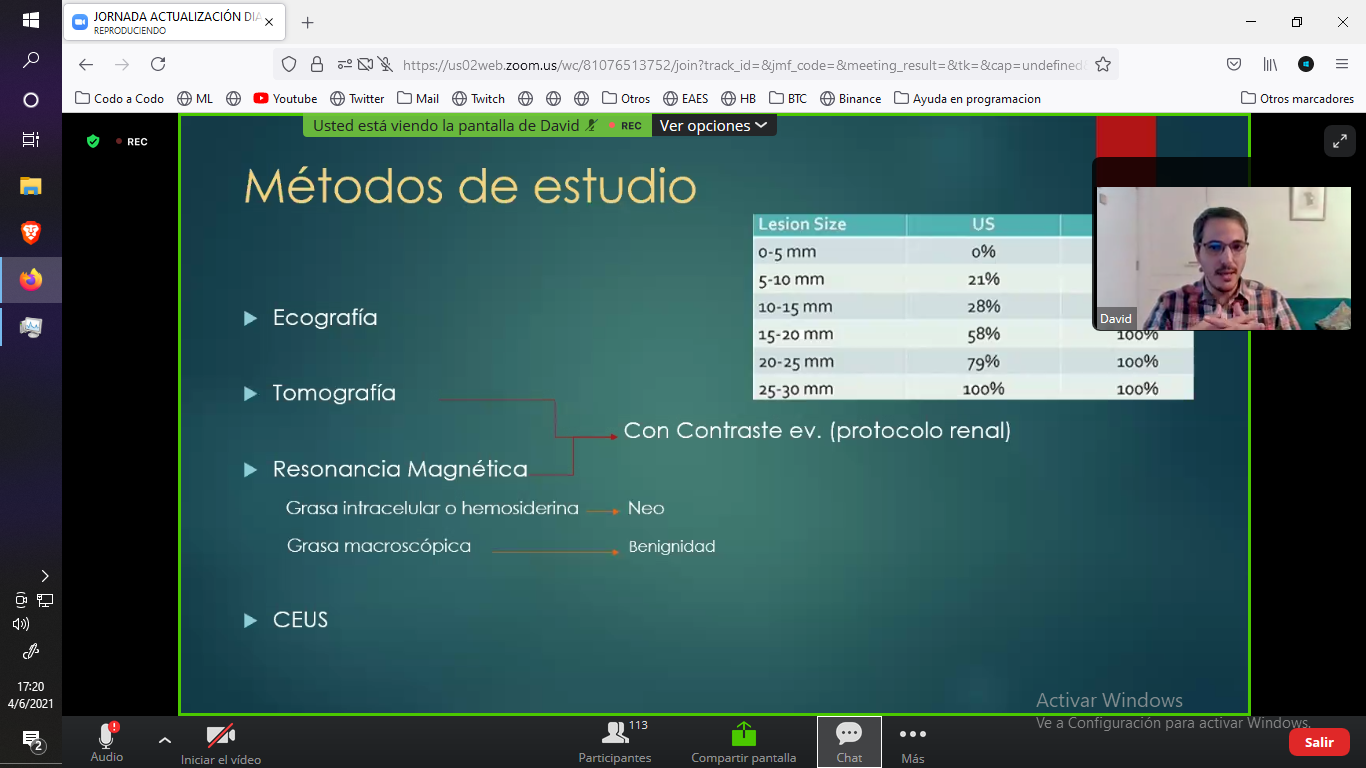 JORNADA ACTUALIZACIÓN DIA
REPRODUCIENDO
https://us02web.zoom.us/wc/81076513752/join?track_id=&jmf_code=&meeting_result=&tk=&cap=undefined
Codo a Codo
ML
Youtube
Twitter
Mail
Twitch
Otros
EAES
HB
BTC
Binance
Ayuda en programacion
Otros marcadores
REC
Usted está viendo la pantalla de David
REC
Ver opciones
Métodos de estudio
Lesion Size US
0-5 mm 0%
5-10 mm 21%
10-15 mm 28%
15-20 mm 58% 100%
20-25 mm 79% 100%
25-30 mm 100% 100%
David
Ecografía
Tomografía
Con Contraste ev. (protocolo renal)
Resonancia Magnética
Grasa intracelular o hemosiderina Neo
Grasa macroscópica Benignidad
CEUS
Activar Windows
Ve a Configuración para activar Windows.
17:20
4/6/2021
2
Audio
Iniciar el vídeo
113
Participantes
Compartir pantalla
Chat
Más
Salir